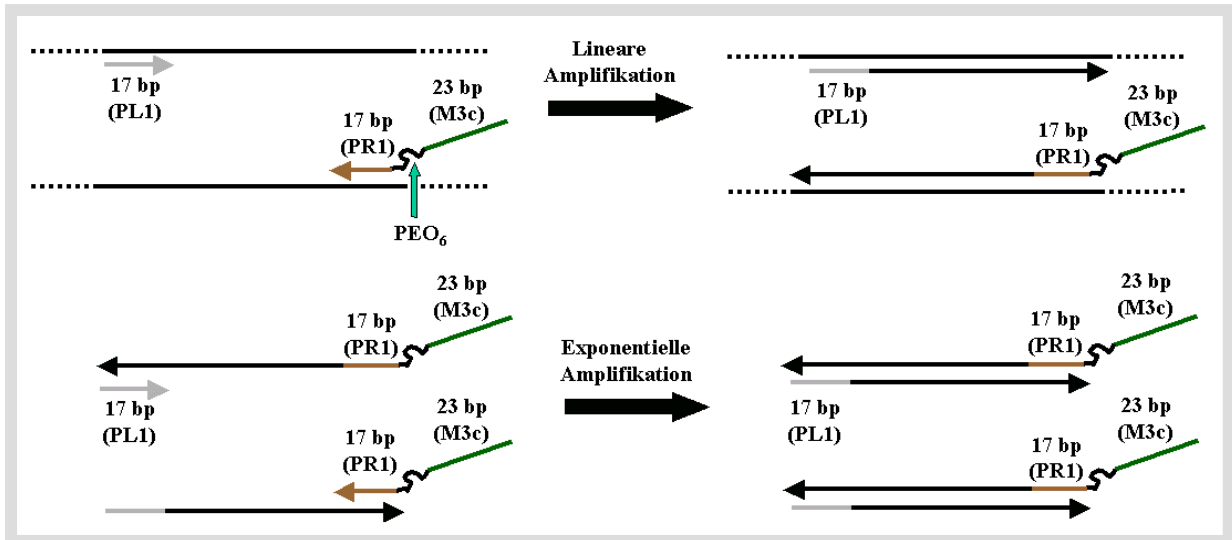 17 bp
(PL1)
17 bp
(PR1)
23 bp
(M3c)
PEO6
Lineare
Amplifikation
17 bp
(PL1)
17 bp
(PR1)
23 bp
(M3c)
17 bp
(PL1)
17 bp
(PR1)
23 bp
(M3c)
17 bp
(PR1)
23 bp
(M3c)
Exponentielle
Amplifikation
17 bp
(PL1)
17 bp
(PR1)
23 bp
(M3c)
17 bp
(PR1)
23 bp
(M3c)